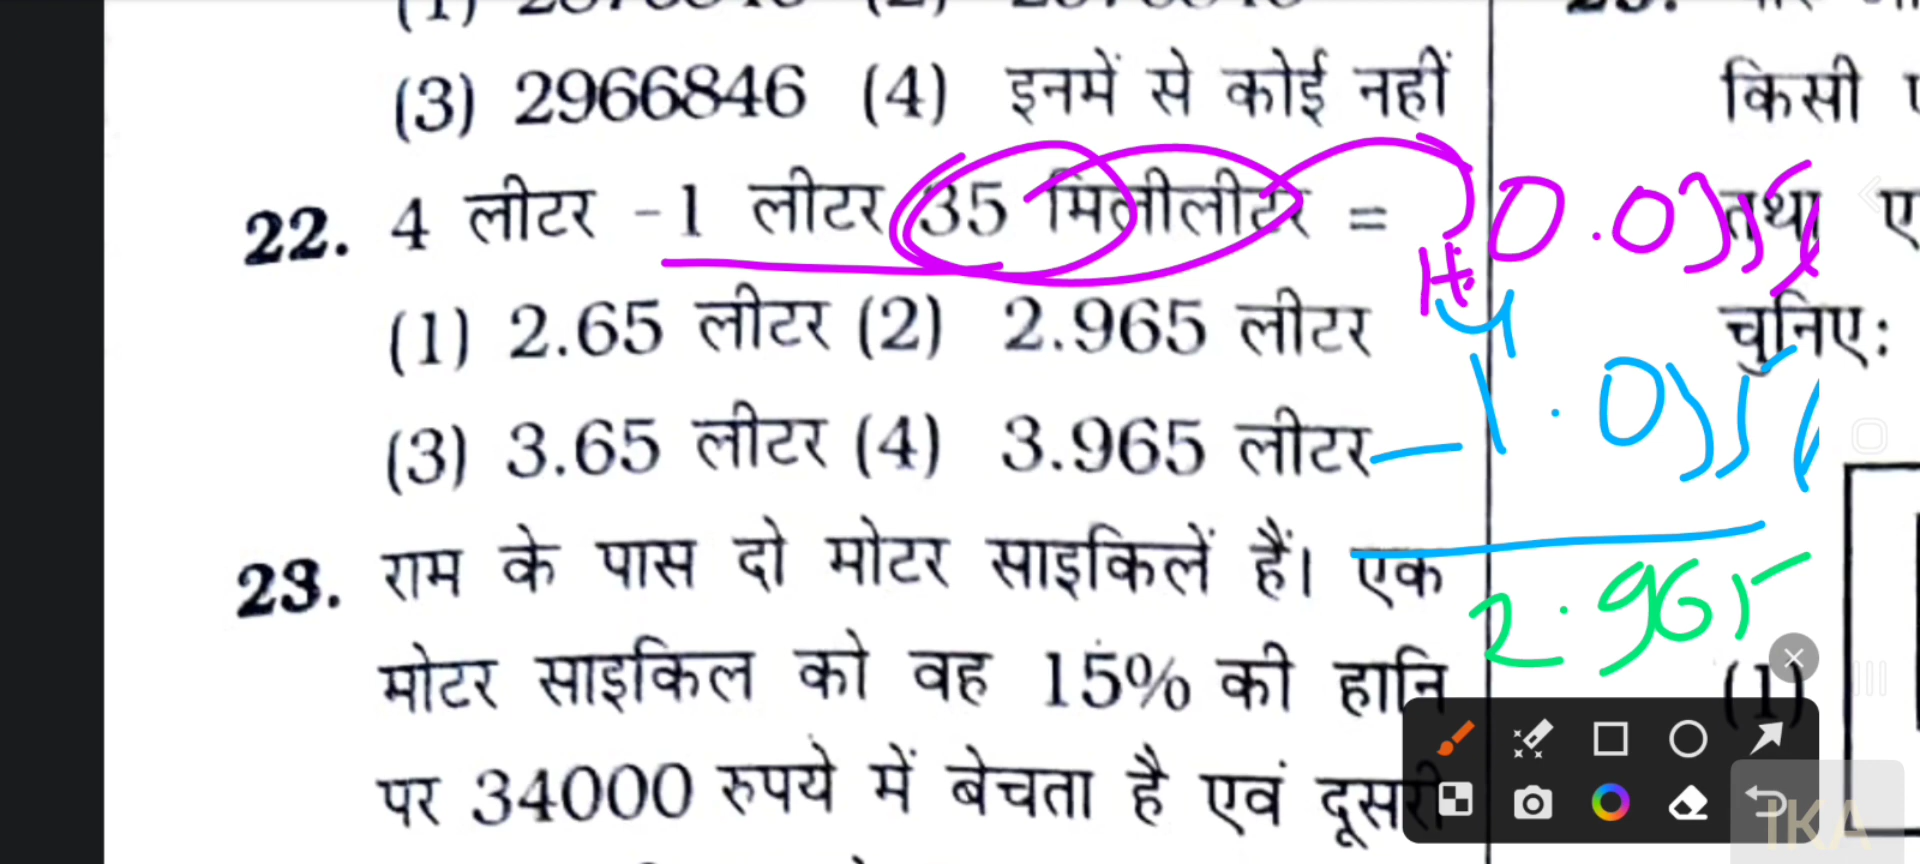 (3) 2966846 (4) इनमें से कोई नहीं
किसी
22. 4 लीटर -1 लीटर 35 मिलीलीटर =
0.035
तथा ए
(1) 2.65 लीटर (2) 2.965 लीटर
चुनिए:
4
- 1.035
(3) 3.65 लीटर (4) 3.965 लीटर
2.965
23. राम के पास दो मोटर साइकिलें हैं। एक
मोटर साइकिल को वह 15% की हानि
(1)
पर 34000 रुपये में बेचता है एवं दूसरी
IKA